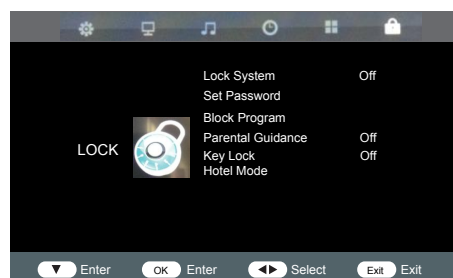 Lock System Off
Set Password
Block Program
Parental Guidance Off
LOCK
Key Lock Off
Hotel Mode
Enter OK Enter Select Exit Exit